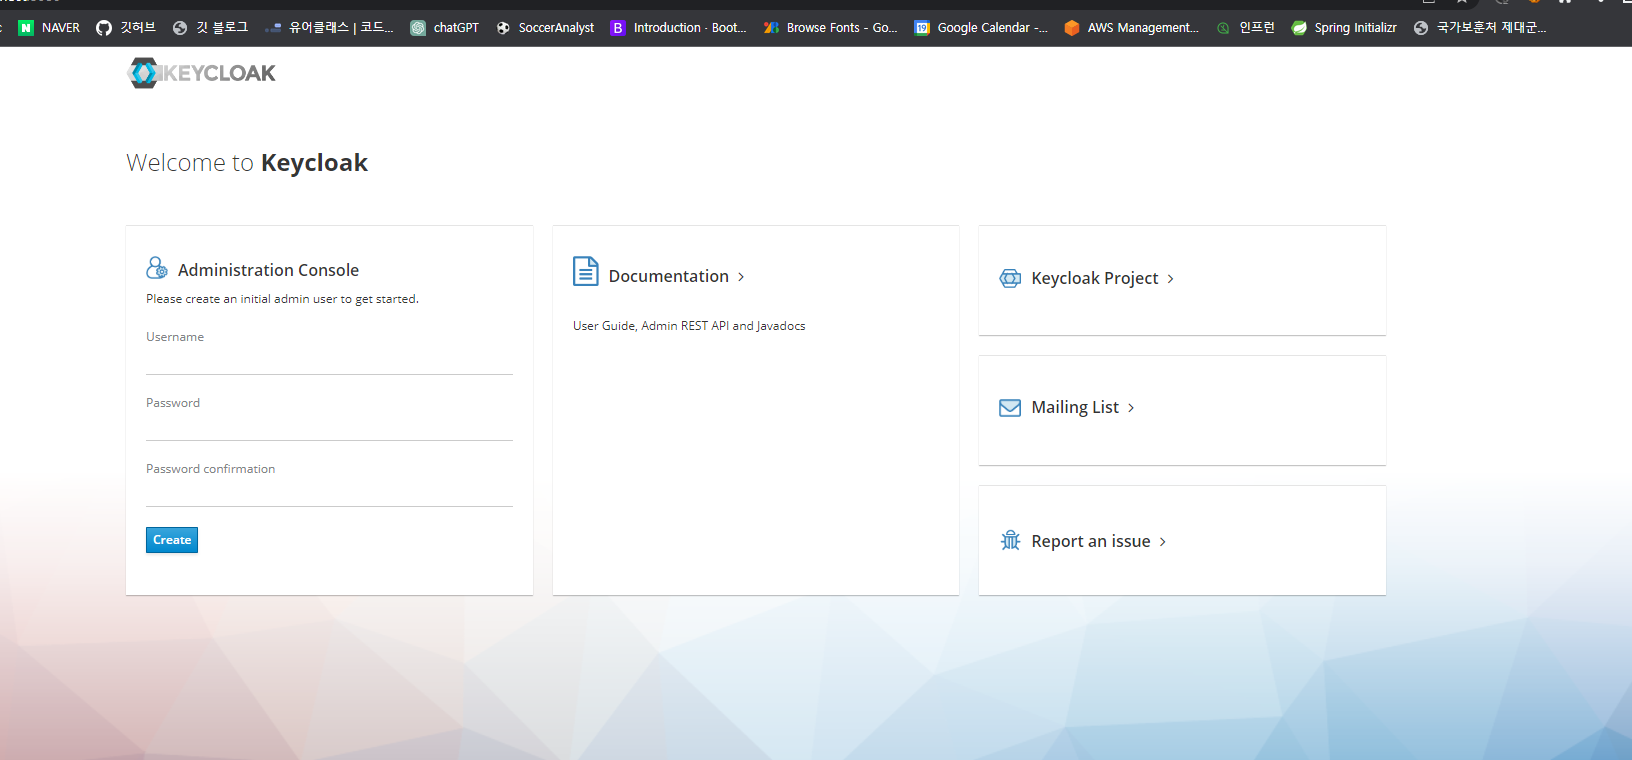 NAVER
깃허브
깃 블로그
유어클래스 | 코드...
chatGPT
SoccerAnalyst
B
Introduction · Boot...
Browse Fonts - Go...
19
Google Calendar -...
AWS Management...
인프런
Spring Initializr
국가보훈처 제대군...
KEYCLOAK
Welcome to Keycloak
Administration Console
Please create an initial admin user to get started.
Username
Password
Password confirmation
Create
Documentation >
User Guide, Admin REST API and Javadocs
Keycloak Project >
Mailing List >
Report an issue >